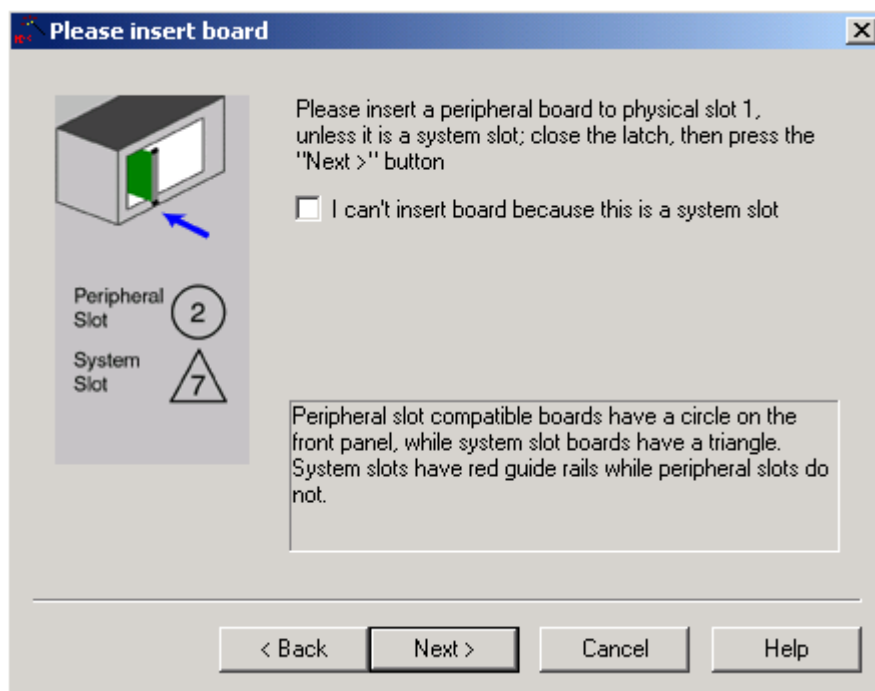 Please insert board
Please insert a peripheral board to physical slot 1,
unless it is a system slot; close the latch, then press the
"Next >" button
I can't insert board because this is a system slot
Peripheral
Slot
2
System
Slot
7
Peripheral slot compatible boards have a circle on the
front panel, while system slot boards have a triangle.
System slots have red guide rails while peripheral slots do
not.
< Back
Next >
Cancel
Help